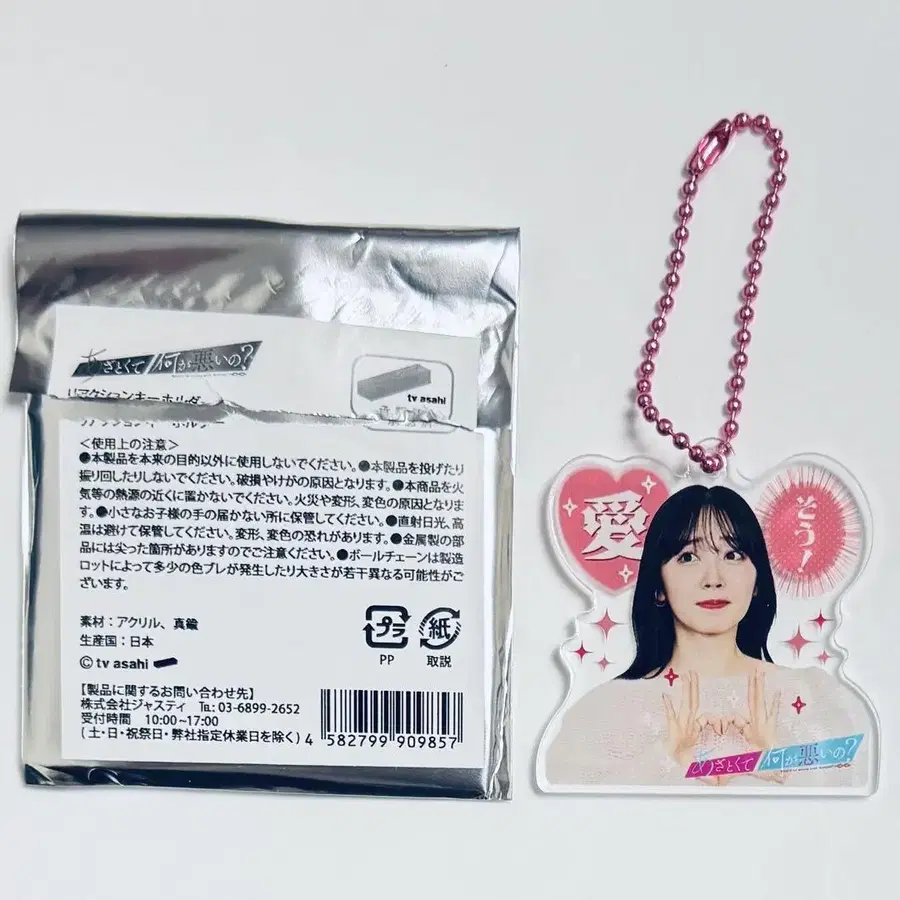 あざとくて何が悪いの?
リアクションキーホルダー
tv asahi
<使用上の注意>
●本製品を本来の目的以外に使用しないでください。●本製品を投げたり
振り回したりしないでください。破損やけがの原因となります。●本商品を火
気等の熱源の近くに置かないでください。火災や変形、変色の原因となりま
す。●小さなお子様の手の届かない所に保管してください。●直射日光、高
温は避けて保管してください。変形、変色の恐れがあります。●金属製の部
品には尖った箇所がありますのでご注意ください。●ボールチェーンは製造
ロットによって多少の色ブレが発生したり大きさが若干異なる可能性がご
ざいます。
素材：アクリル、真鍮
生産国：日本
©tv asahi
プラ
PP
紙
取説
【製品に関するお問い合わせ先】
株式会社ジャスティ TEL: 03-6899-2652
受付時間 10:00~17:00
(土・日・祝祭日・弊社指定休業日を除く)
4 582799 909857
愛
ぞう!
あざとくて何が悪いの?